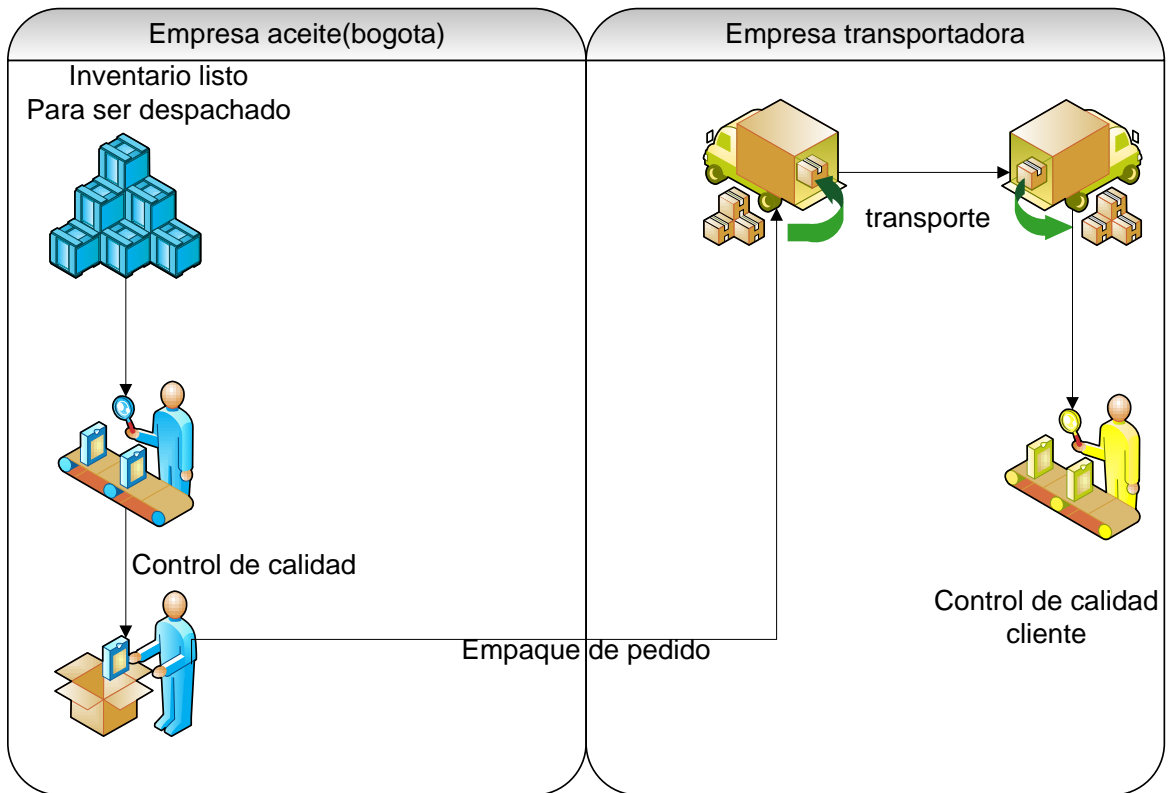 Empresa aceite(bogota)
Empresa transportadora
Inventario listo
Para ser despachado
transporte
Control de calidad
Control de calidad
cliente
Empaque de pedido